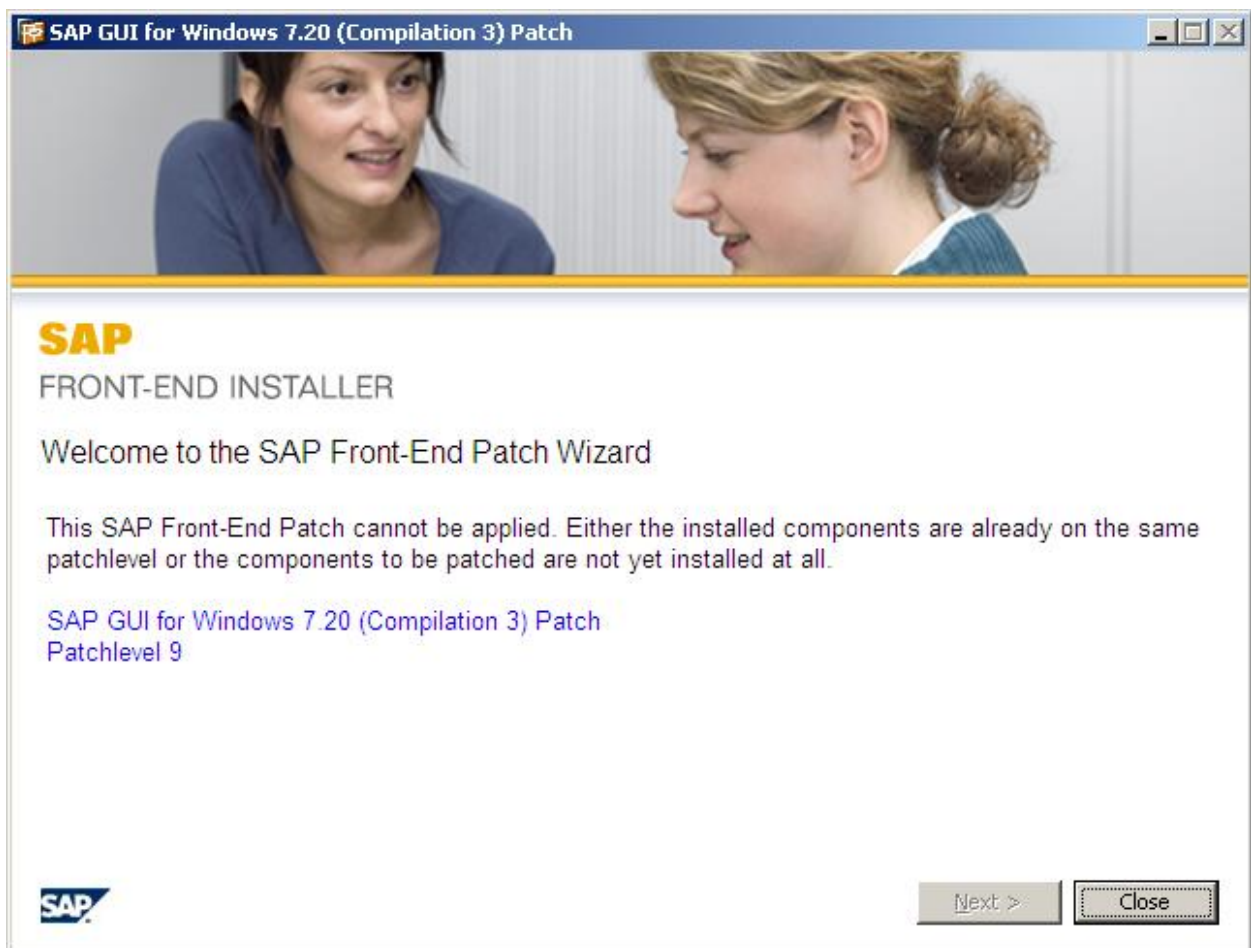 SAP GUI for Windows 7.20 (Compilation 3) Patch
SAP
FRONT-END INSTALLER
Welcome to the SAP Front-End Patch Wizard
This SAP Front-End Patch cannot be applied. Either the installed components are already on the same
patchlevel or the components to be patched are not yet installed at all.
SAP GUI for Windows 7.20 (Compilation 3) Patch
Patchlevel 9
SAP
Next >
Close